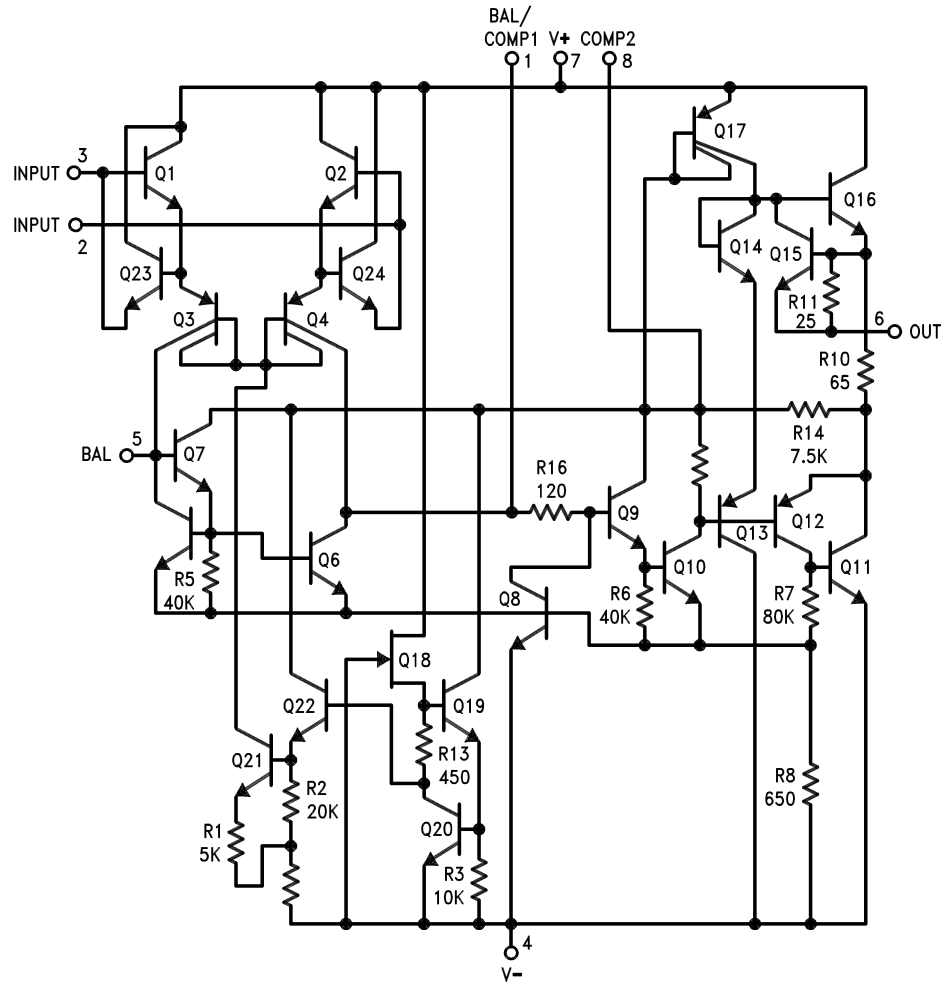 BAL/
COMP1 V+ COMP2
1 7 8
Q17
3
INPUT Q1 Q2
Q16
INPUT
2
Q14 Q15
Q23 Q24
R11
25
Q3 Q4
6
OUT
R10
65
5
BAL Q7
R14
7.5K
R16
120
Q9 Q13 Q12
Q6 Q10 Q11
R5
40K
Q8
R6
40K
R7
80K
Q18
Q22 Q19
Q21
R13
450
R2
20K
R8
650
R1
5K
Q20
R3
10K
4
V-